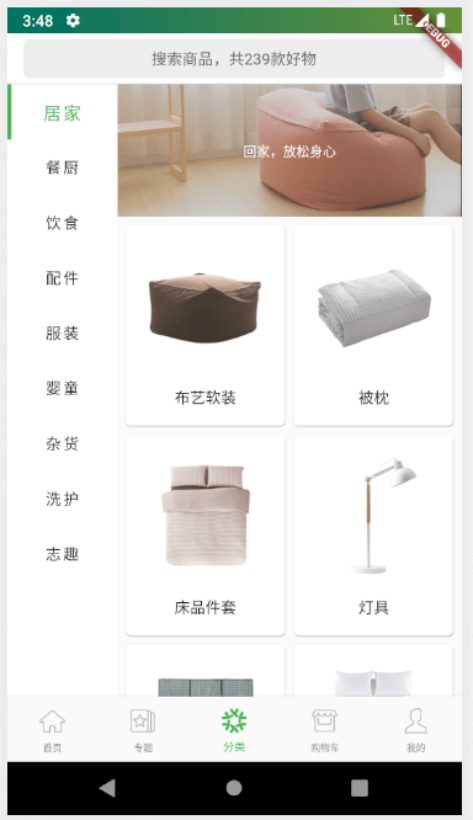 3:48
LTE
DEBUG
搜索商品，共239款好物
居家
餐厨
饮食
配件
服装
婴童
杂货
洗护
志趣
回家，放松身心
布艺软装
被枕
床品件套
灯具
首页
专题
分类
购物车
我的